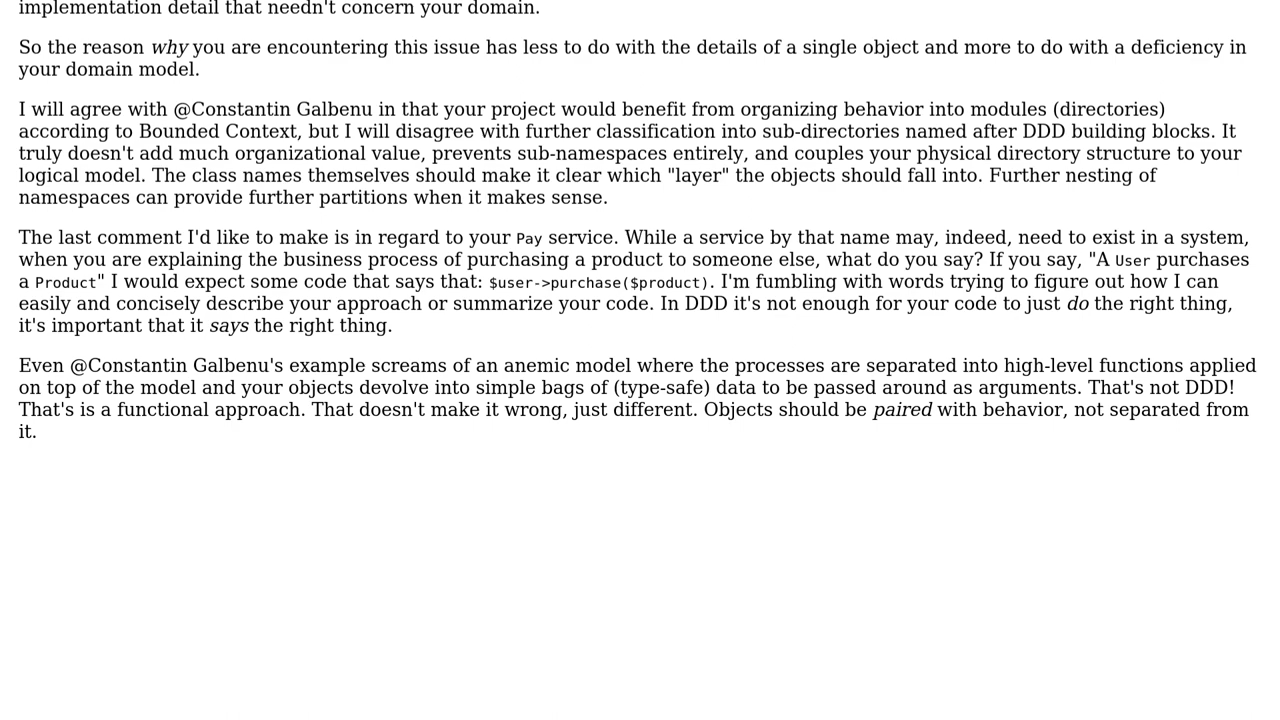 implementation detail that needn't concern your domain.
So the reason why you are encountering this issue has less to do with the details of a single object and more to do with a deficiency in
your domain model.
I will agree with @Constantin Galbenu in that your project would benefit from organizing behavior into modules (directories)
according to Bounded Context, but I will disagree with further classification into sub-directories named after DDD building blocks. It
truly doesn't add much organizational value, prevents sub-namespaces entirely, and couples your physical directory structure to your
logical model. The class names themselves should make it clear which "layer" the objects should fall into. Further nesting of
namespaces can provide further partitions when it makes sense.
The last comment I'd like to make is in regard to your Pay service. While a service by that name may, indeed, need to exist in a system,
when you are explaining the business process of purchasing a product to someone else, what do you say? If you say, "A User purchases
a Product" I would expect some code that says that: $user->purchase($product). I'm fumbling with words trying to figure out how I can
easily and concisely describe your approach or summarize your code. In DDD it's not enough for your code to just do the right thing,
it's important that it says the right thing.
Even @Constantin Galbenu's example screams of an anemic model where the processes are separated into high-level functions applied
on top of the model and your objects devolve into simple bags of (type-safe) data to be passed around as arguments. That's not DDD!
That's is a functional approach. That doesn't make it wrong, just different. Objects should be paired with behavior, not separated from
it.